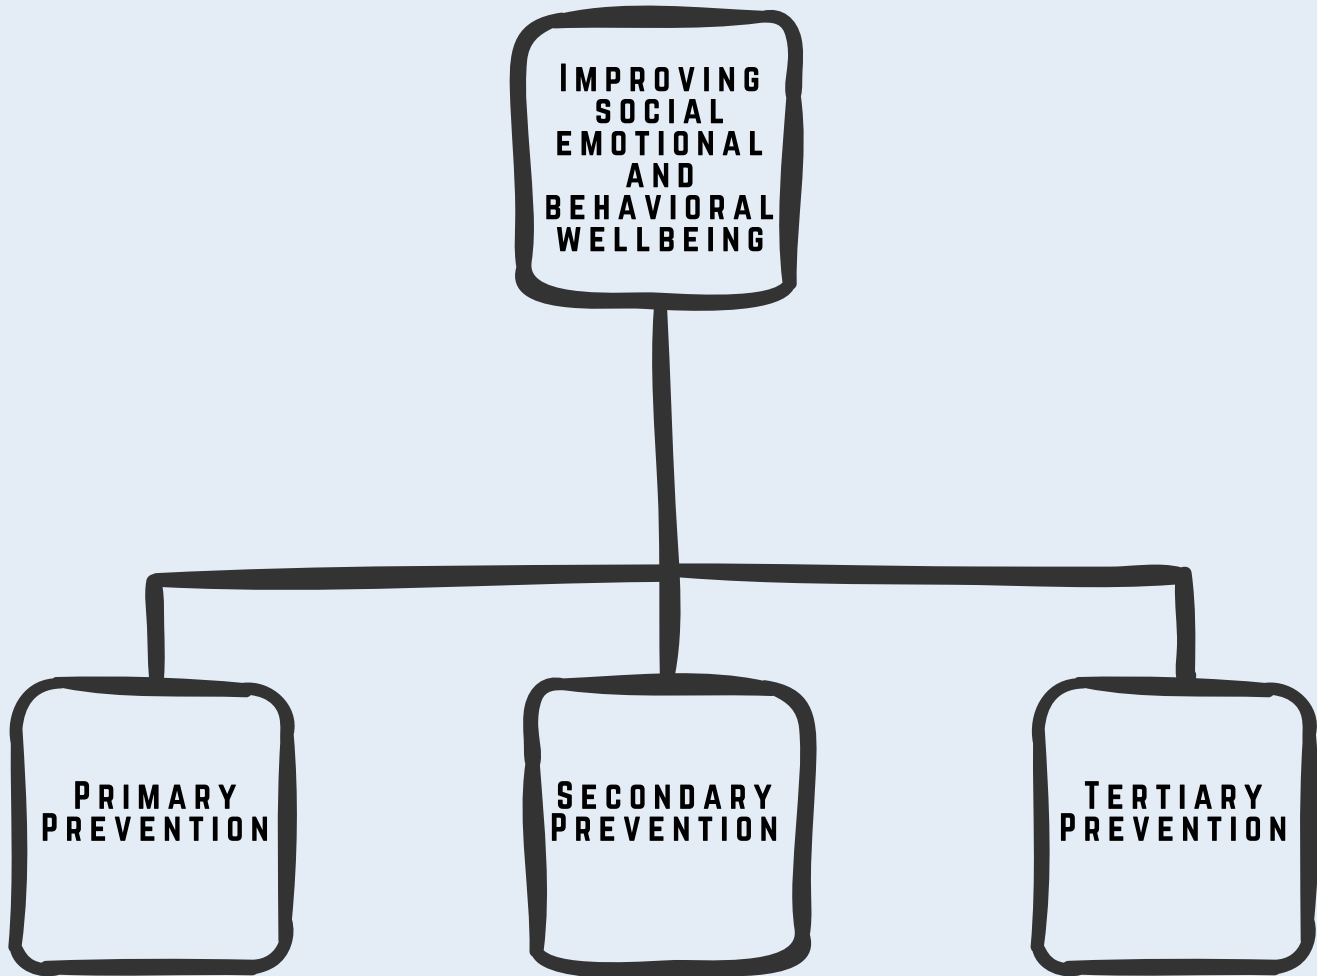 Improving
social
emotional
and
behavioral
wellbeing
Primary
Prevention
Secondary
Prevention
Tertiary
Prevention